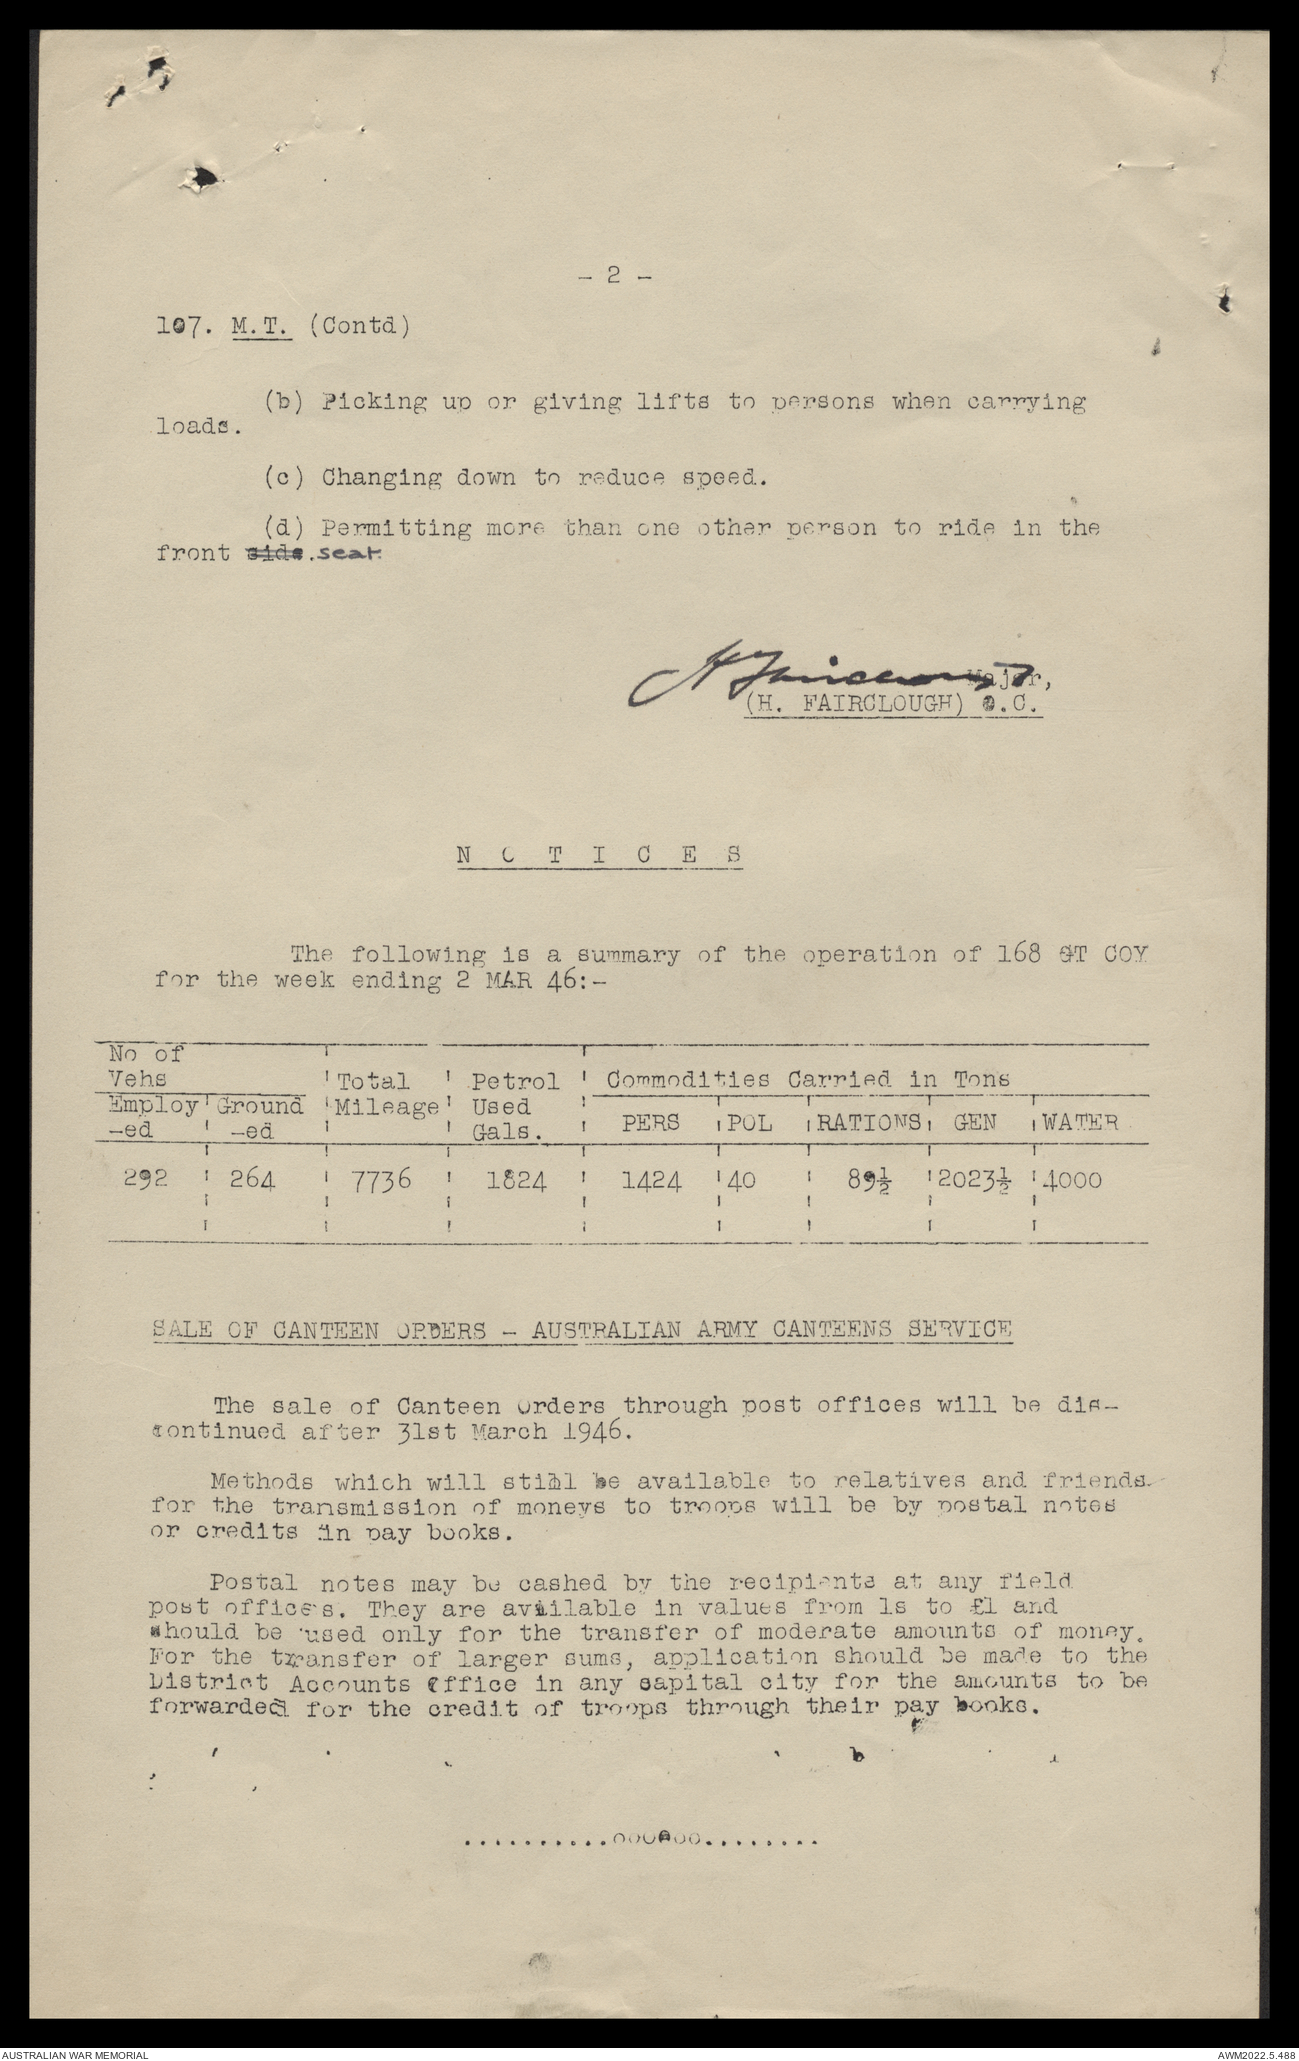 - 2 -
107. M.T. (Contd)
(b) Picking up or giving lifts to persons when carrying
loads.
(c) Changing down to reduce speed.
(d) Permitting more than one other person to ride in the
front side. seat.
H Fairclough Major,
(H. FAIRCLOUGH) O.C.
N O T I C E S
The following is a summary of the operation of 168 GT COY
for the week ending 2 MAR 46:-
No of
Vehs Total Petrol Commodities Carried in Tons
Employ Ground Mileage Used
-ed -ed Gals. PERS POL RATIONS GEN WATER
292 264 7736 1824 1424 40 89½ 2023½ 4000
SALE OF CANTEEN ORDERS - AUSTRALIAN ARMY CANTEENS SERVICE
The sale of Canteen Orders through post offices will be dis-
continued after 31st March 1946.
Methods which will still be available to relatives and friends
for the transmission of moneys to troops will be by postal notes
or credits in pay books.
Postal notes may be cashed by the recipients at any field
post offices. They are available in values from 1s to £1 and
should be used only for the transfer of moderate amounts of money.
For the transfer of larger sums, application should be made to the
District Accounts Office in any capital city for the amounts to be
forwarded for the credit of troops through their pay books.
..........ooo0oo........
AUSTRALIAN WAR MEMORIAL AWM2022.5.488